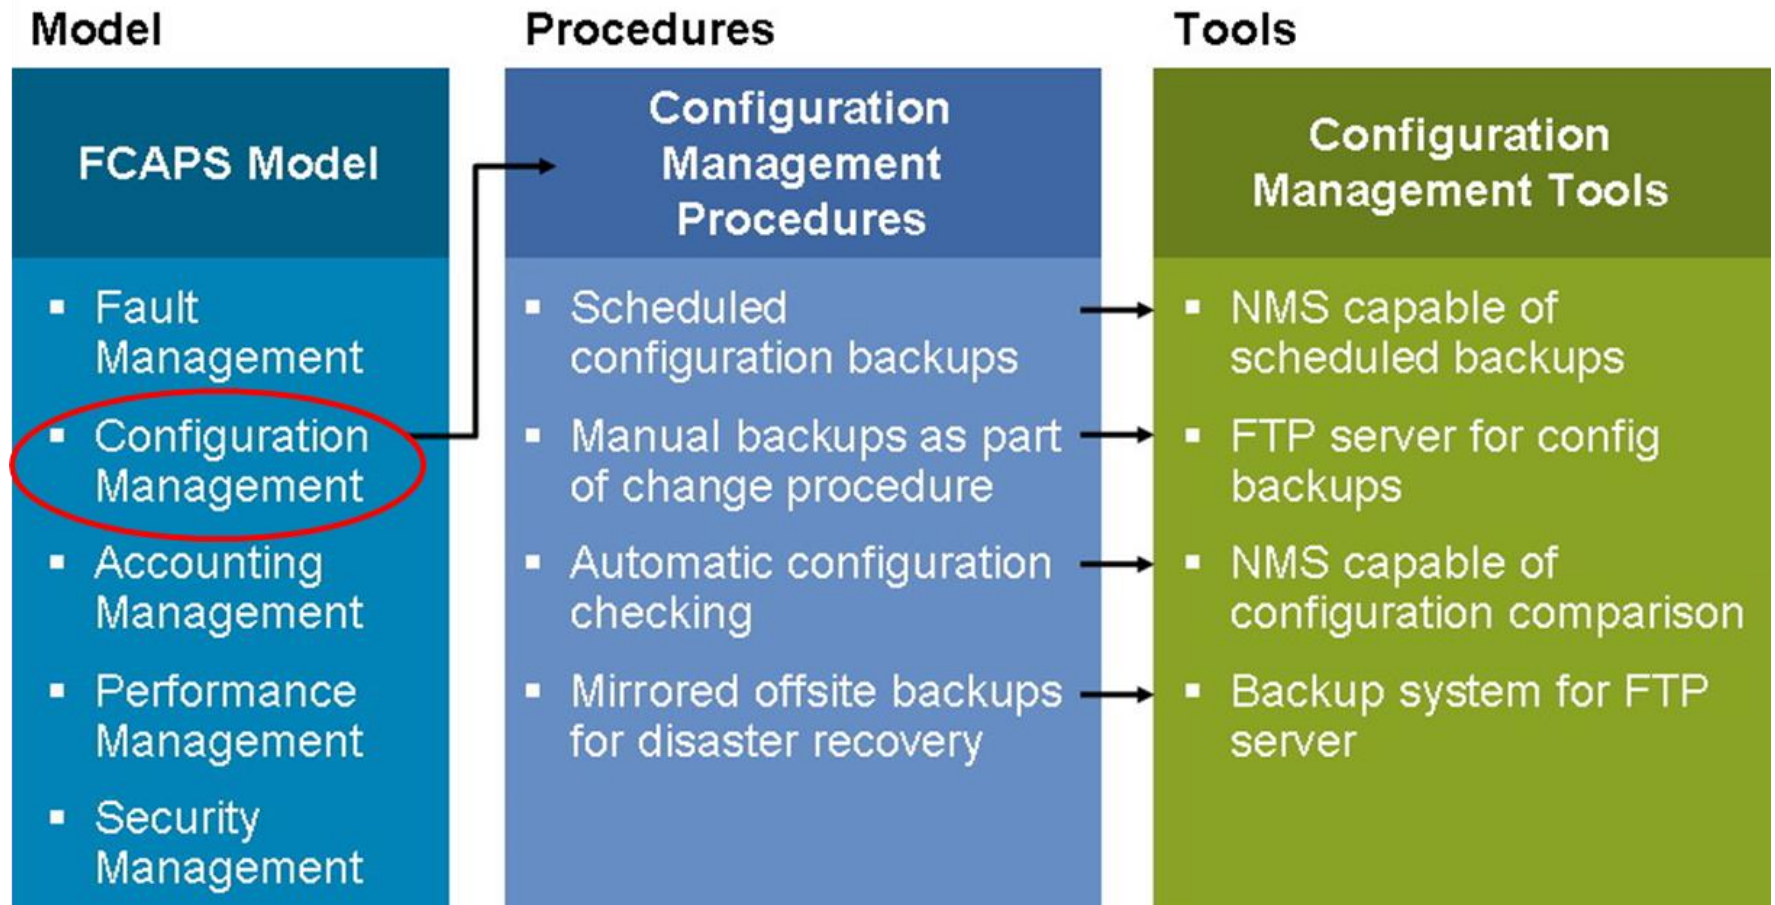 Model
FCAPS Model
▪ Fault
Management
▪ Configuration
Management
▪ Accounting
Management
▪ Performance
Management
▪ Security
Management
Procedures
Configuration
Management
Procedures
▪ Scheduled
configuration backups
▪ Manual backups as part
of change procedure
▪ Automatic configuration
checking
▪ Mirrored offsite backups
for disaster recovery
Tools
Configuration
Management Tools
▪ NMS capable of
scheduled backups
▪ FTP server for config
backups
▪ NMS capable of
configuration comparison
▪ Backup system for FTP
server